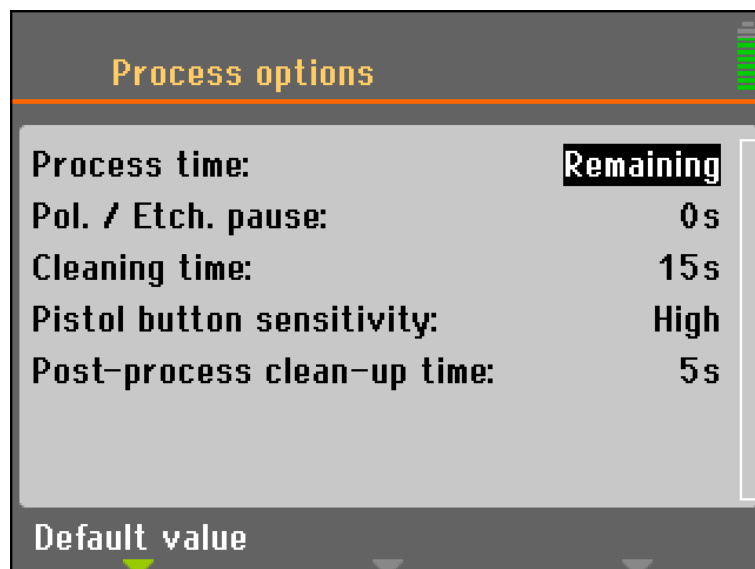 Process options
Process time: Remaining
Pol. / Etch. pause: 0s
Cleaning time: 15s
Pistol button sensitivity: High
Post-process clean-up time: 5s
Default value